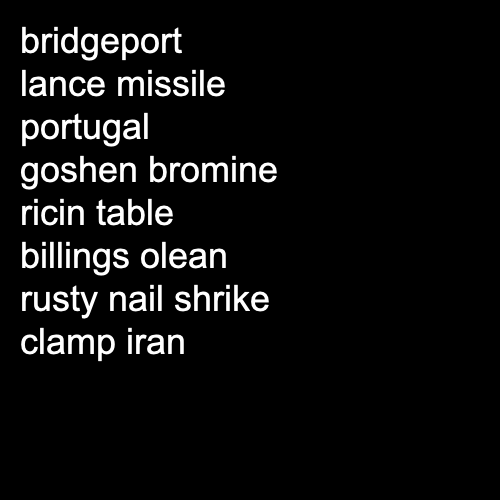 bridgeport
lance missile
portugal
goshen bromine
ricin table
billings olean
rusty nail shrike
clamp iran